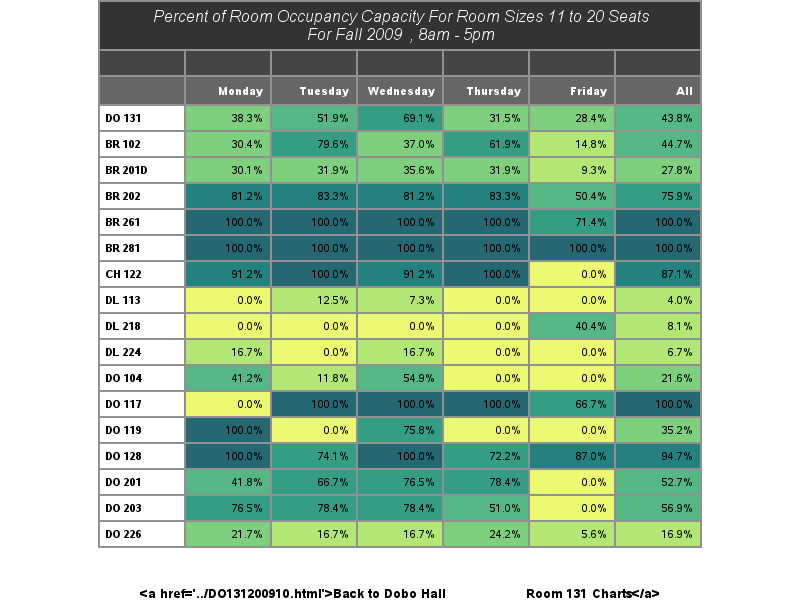 Percent of Room Occupancy Capacity For Room Sizes 11 to 20 Seats
For Fall 2009 , 8am - 5pm
Monday Tuesday Wednesday Thursday Friday All
DO 131 38.3% 51.9% 69.1% 31.5% 28.4% 43.8%
BR 102 30.4% 79.6% 37.0% 61.9% 14.8% 44.7%
BR 201D 30.1% 31.9% 35.6% 31.9% 9.3% 27.8%
BR 202 81.2% 83.3% 81.2% 83.3% 50.4% 75.9%
BR 261 100.0% 100.0% 100.0% 100.0% 71.4% 100.0%
BR 281 100.0% 100.0% 100.0% 100.0% 100.0% 100.0%
CH 122 91.2% 100.0% 91.2% 100.0% 0.0% 87.1%
DL 113 0.0% 12.5% 7.3% 0.0% 0.0% 4.0%
DL 218 0.0% 0.0% 0.0% 0.0% 40.4% 8.1%
DL 224 16.7% 0.0% 16.7% 0.0% 0.0% 6.7%
DO 104 41.2% 11.8% 54.9% 0.0% 0.0% 21.6%
DO 117 0.0% 100.0% 100.0% 100.0% 66.7% 100.0%
DO 119 100.0% 0.0% 75.8% 0.0% 0.0% 35.2%
DO 128 100.0% 74.1% 100.0% 72.2% 87.0% 94.7%
DO 201 41.8% 66.7% 76.5% 78.4% 0.0% 52.7%
DO 203 76.5% 78.4% 78.4% 51.0% 0.0% 56.9%
DO 226 21.7% 16.7% 16.7% 24.2% 5.6% 16.9%
<a href='../DO131200910.html'>Back to Dobo Hall Room 131 Charts</a>